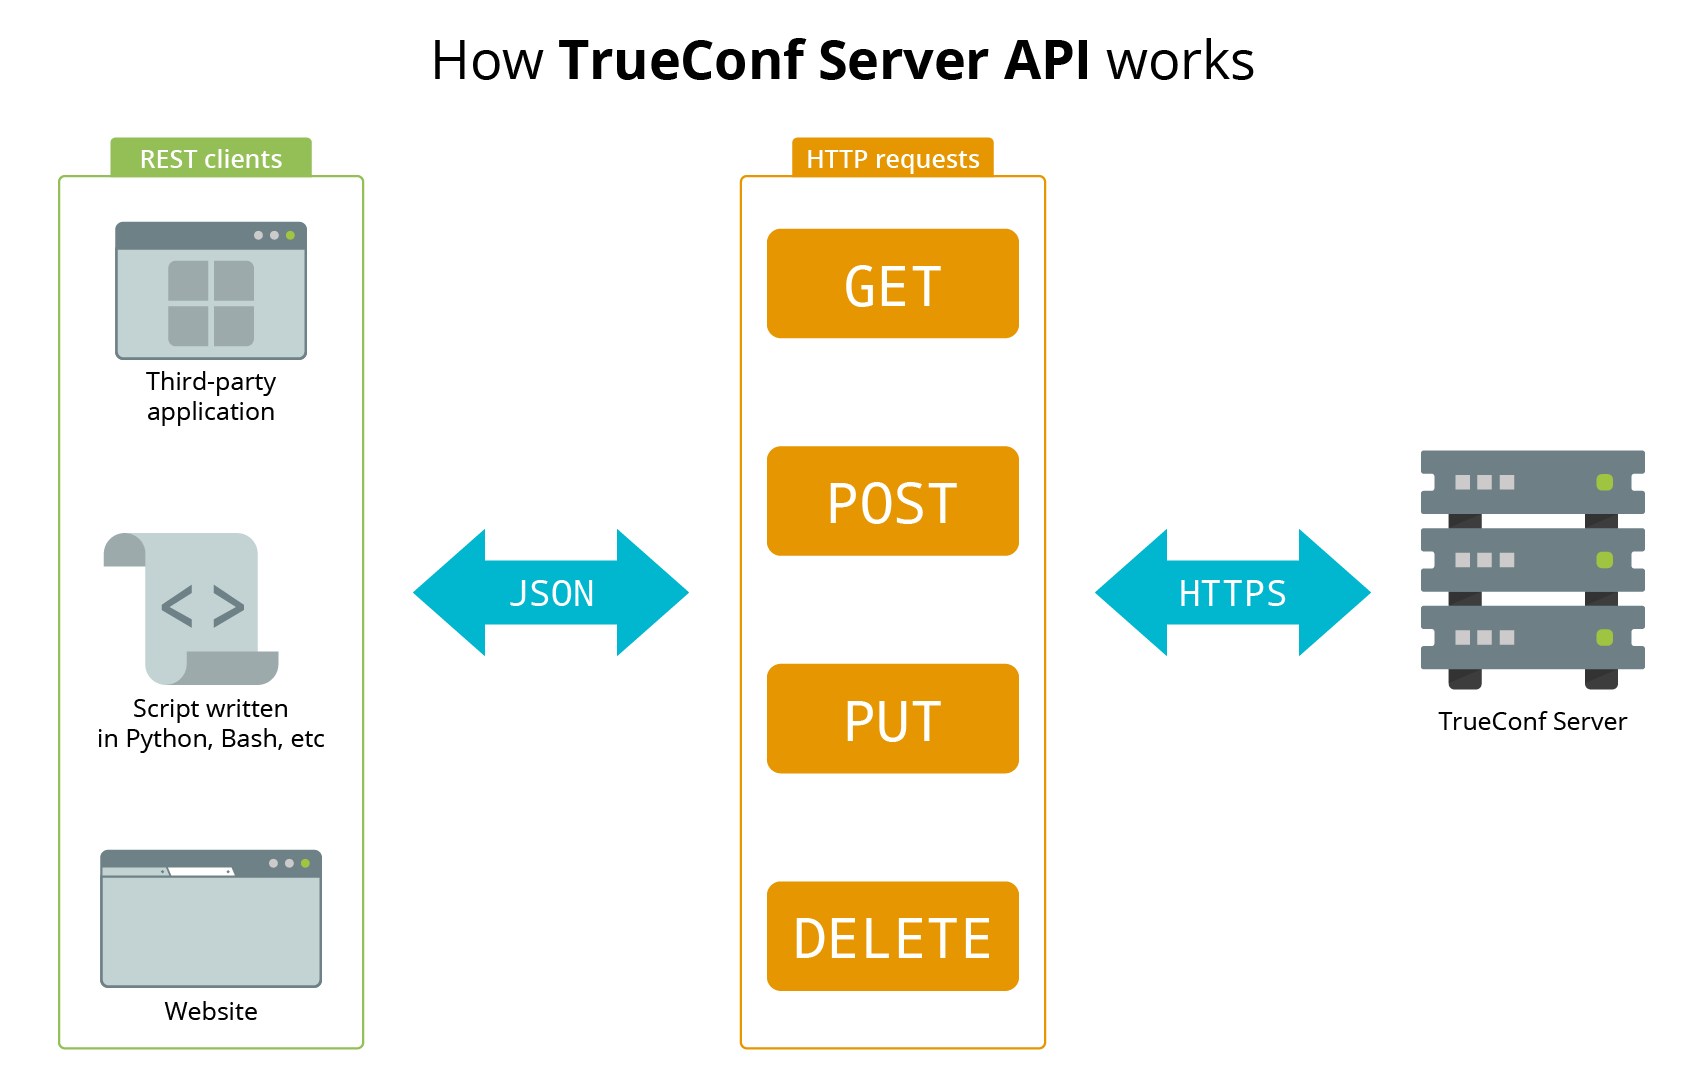 How TrueConf Server API works
REST clients
Third-party
application
< >
Script written
in Python, Bash, etc
Website
JSON
HTTP requests
GET
POST
PUT
DELETE
HTTPS
TrueConf Server